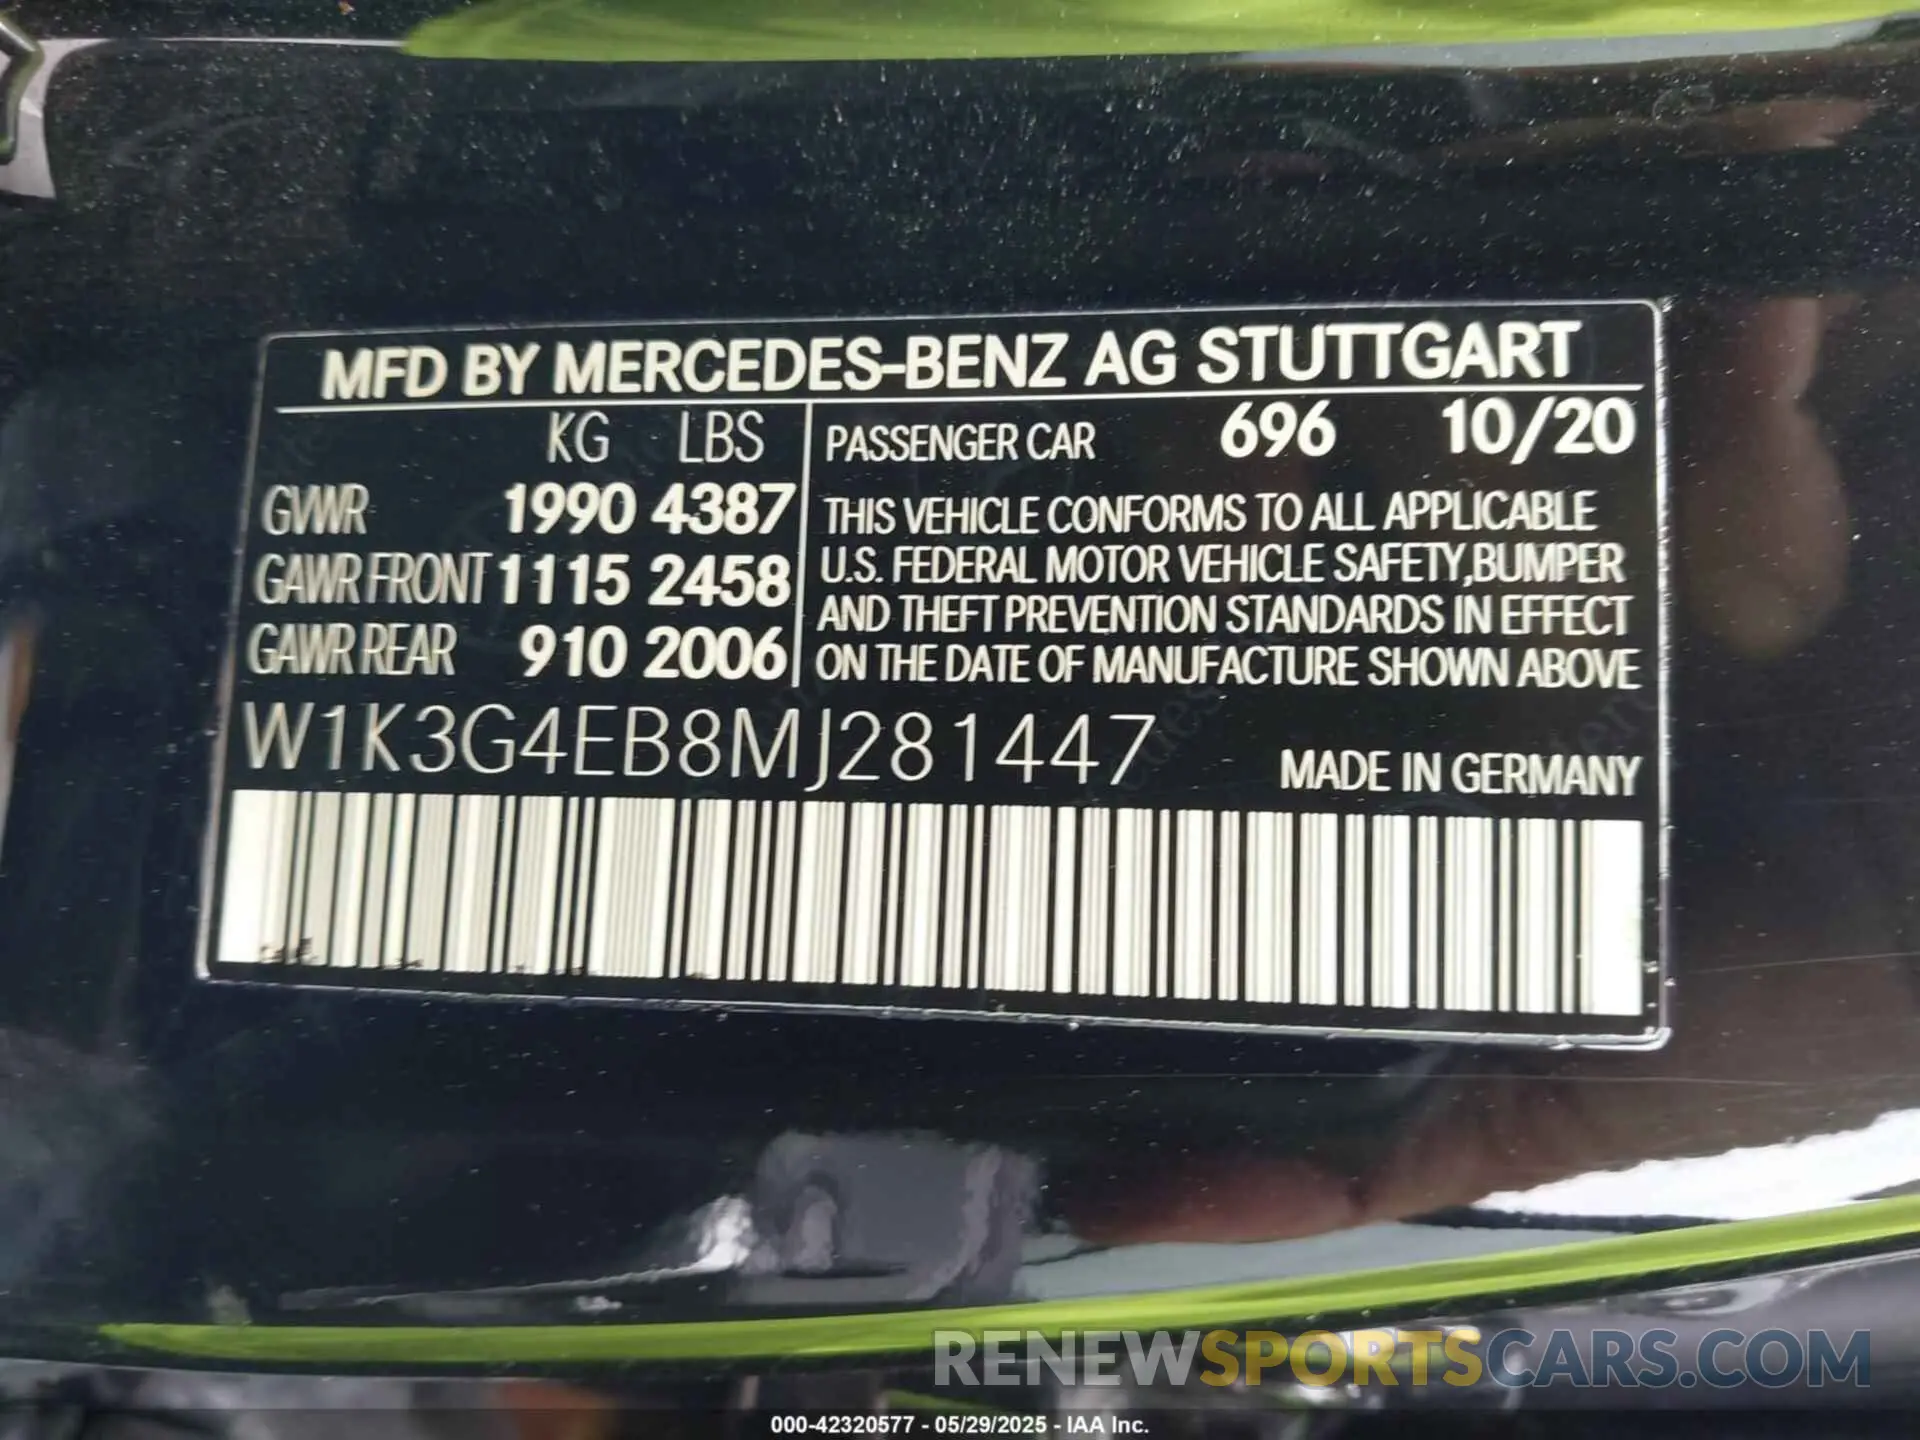 MFD BY MERCEDES-BENZ AG STUTTGART
KG LBS
GVWR 1990 4387
GAWR FRONT 1115 2458
GAWR REAR 910 2006
PASSENGER CAR 696 10/20
THIS VEHICLE CONFORMS TO ALL APPLICABLE
U.S. FEDERAL MOTOR VEHICLE SAFETY,BUMPER
AND THEFT PREVENTION STANDARDS IN EFFECT
ON THE DATE OF MANUFACTURE SHOWN ABOVE
W1K3G4EB8MJ281447
MADE IN GERMANY
RENEWSPORTSCARS.COM
000-42320577 - 05/29/2025 - IAA Inc.